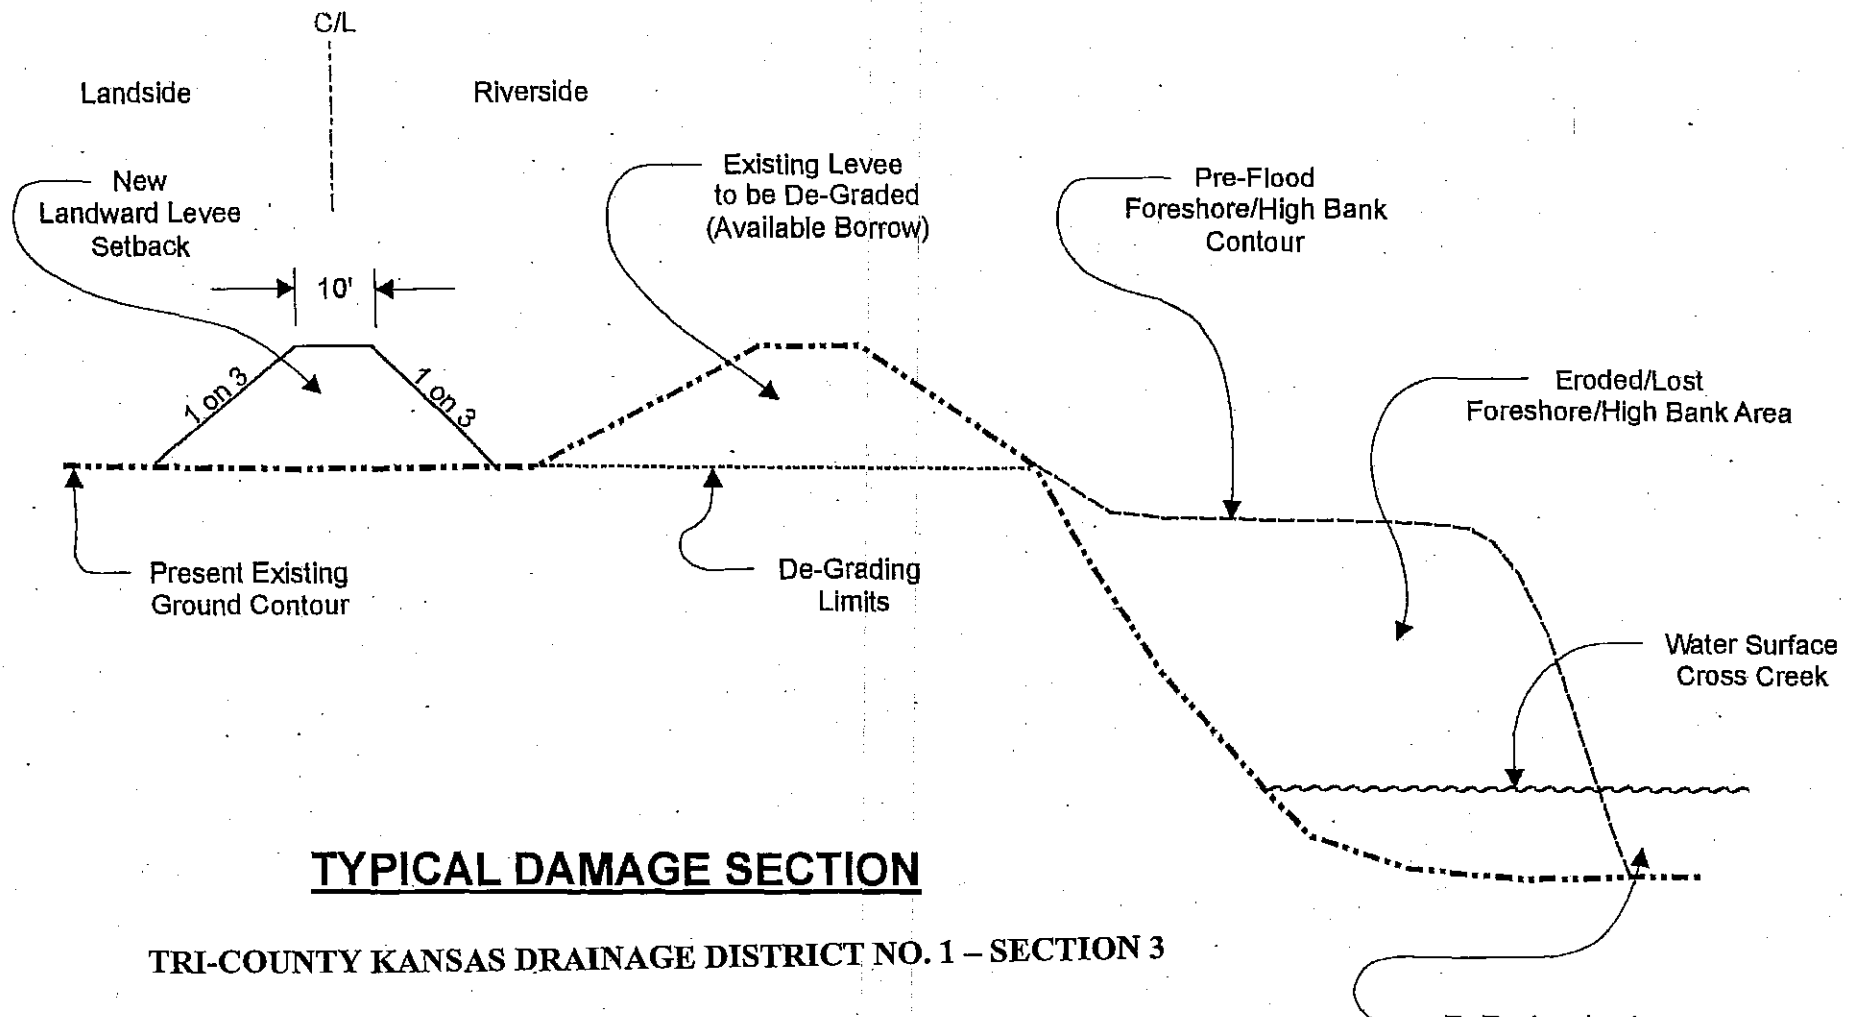 C/L
Landside
Riverside
New
Landward Levee
Setback
10'
1 on 3
1 on 3
Existing Levee
to be De-Graded
(Available Borrow)
Pre-Flood
Foreshore/High Bank
Contour
Eroded/Lost
Foreshore/High Bank Area
Present Existing
Ground Contour
De-Grading
Limits
Water Surface
Cross Creek
TYPICAL DAMAGE SECTION
TRI-COUNTY KANSAS DRAINAGE DISTRICT NO. 1 – SECTION 3